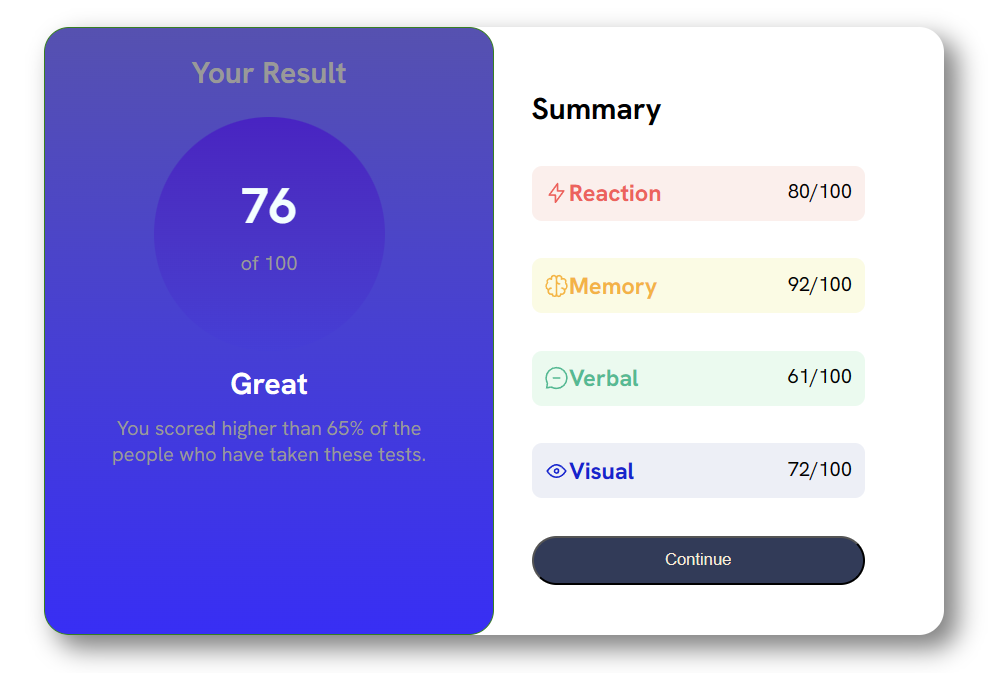 Your Result
76
of 100
Great
You scored higher than 65% of the
people who have taken these tests.
Summary
Reaction 80/100
Memory 92/100
Verbal 61/100
Visual 72/100
Continue